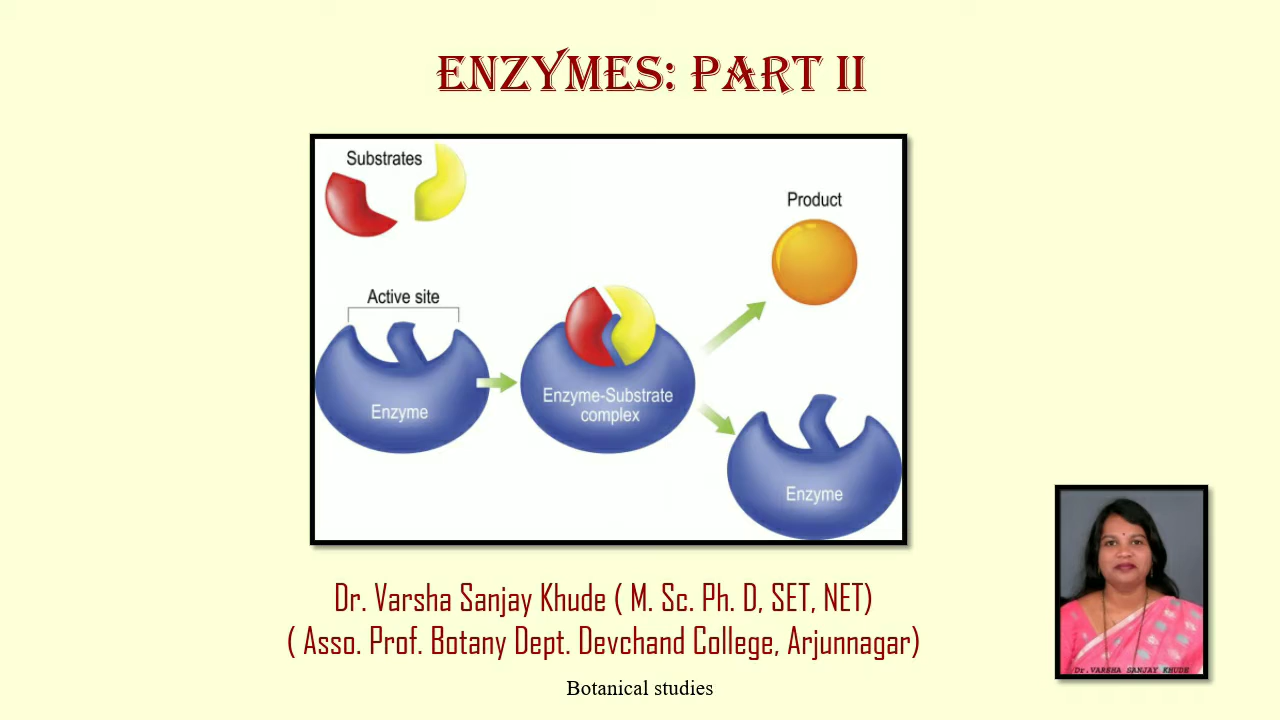 ENZYMES: PART II
Substrates
Product
Active site
Enzyme
Enzyme-Substrate
complex
Enzyme
Dr. Varsha Sanjay Khude ( M. Sc. Ph. D, SET, NET)
( Asso. Prof. Botany Dept. Devchand College, Arjunnagar)
Dr.VARSHA SANJAY KHUDE
Botanical studies